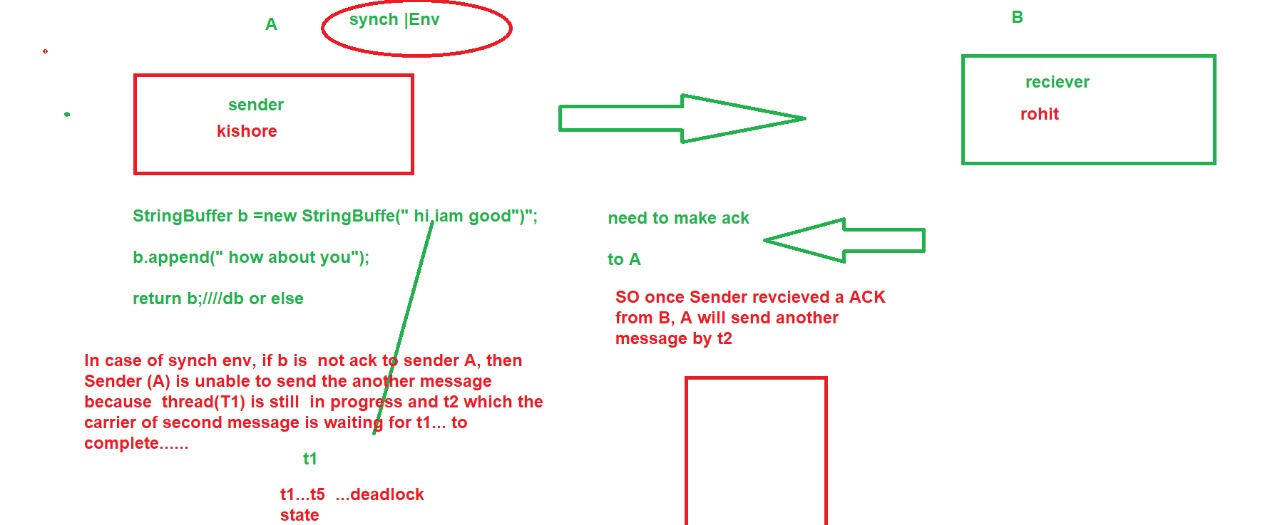 A
synch |Env
B
sender
kishore
reciever
rohit
StringBuffer b =new StringBuffe(" hi,iam good")";
b.append(" how about you");
return b;////db or else
need to make ack
to A
SO once Sender revcieved a ACK
from B, A will send another
message by t2
In case of synch env, if b is  not ack to sender A, then
Sender (A) is unable to send the another message
because  thread(T1) is still  in progress and t2 which the
carrier of second message is waiting for t1... to
complete......
t1
t1...t5  ...deadlock
state